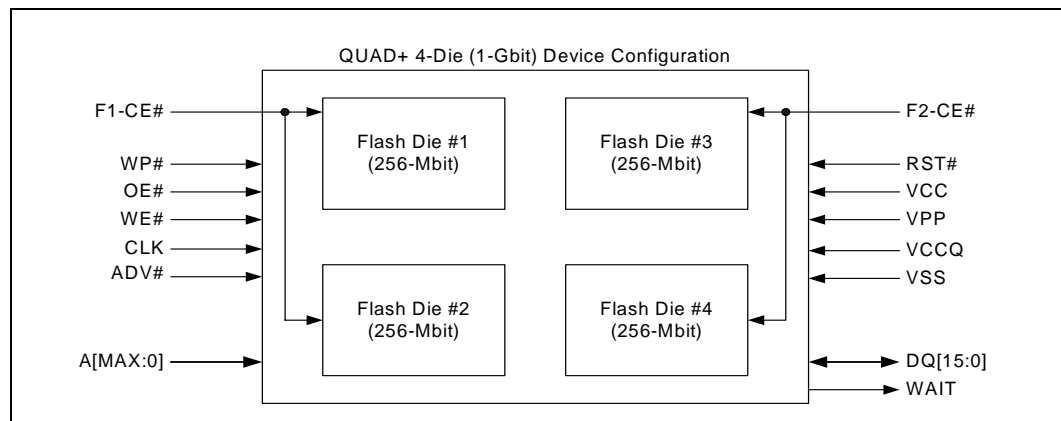 QUAD+ 4-Die (1-Gbit) Device Configuration
F1-CE#
F2-CE#
Flash Die #1
(256-Mbit)
Flash Die #3
(256-Mbit)
WP#
OE#
WE#
CLK
ADV#
RST#
VCC
VPP
VCCQ
VSS
Flash Die #2
(256-Mbit)
Flash Die #4
(256-Mbit)
A[MAX:0]
DQ[15:0]
WAIT